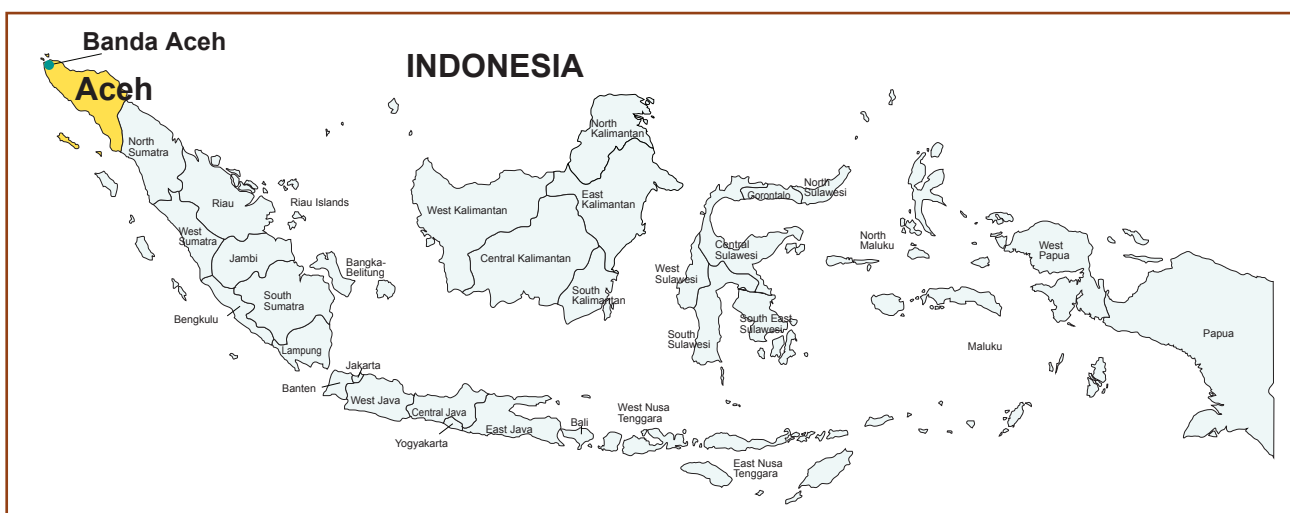 Banda Aceh
INDONESIA
Aceh
North
Kalimantan
North
Sumatra
East
Kalimantan
North
Sulawesi
Gorontalo
Riau
Riau Islands
West Kalimantan
West
Sumatra
North
Maluku
Central
Sulawesi
West
Papua
Jambi
Bangka-
Belitung
Central Kalimantan
West
Sulawesi
South
Sumatra
South
Kalimantan
Bengkulu
South East
Sulawesi
South
Sulawesi
Papua
Maluku
Lampung
Jakarta
Banten
West Java
Central Java
West Nusa
Tenggara
Bali
East Java
Yogyakarta
East Nusa
Tenggara